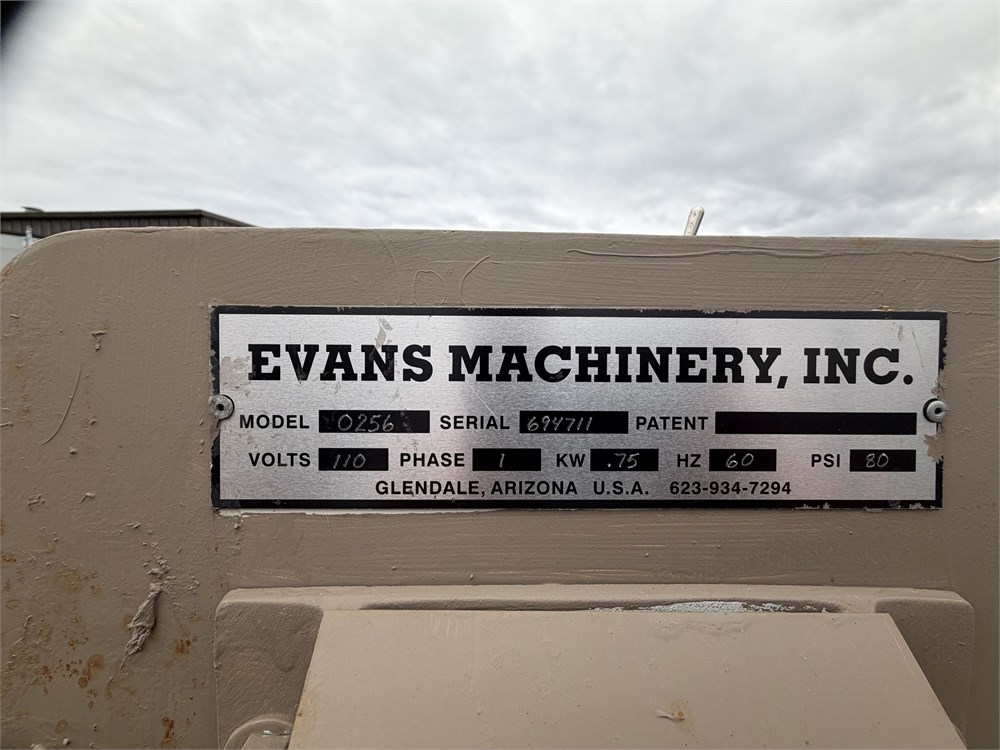 EVANS MACHINERY, INC.
MODEL 0256 SERIAL 694711 PATENT
VOLTS 110 PHASE 1 KW .75 HZ 60 PSI 80
GLENDALE, ARIZONA U.S.A. 623-934-7294